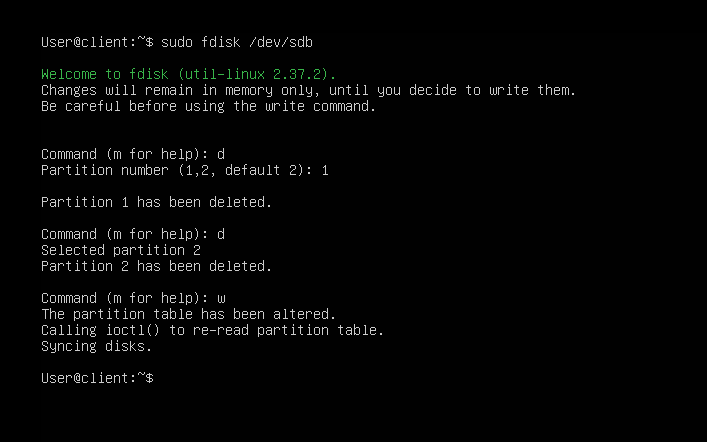 User@client:~$ sudo fdisk /dev/sdb
Welcome to fdisk (util-linux 2.37.2).
Changes will remain in memory only, until you decide to write them.
Be careful before using the write command.
Command (m for help): d
Partition number (1,2, default 2): 1
Partition 1 has been deleted.
Command (m for help): d
Selected partition 2
Partition 2 has been deleted.
Command (m for help): w
The partition table has been altered.
Calling ioctl() to re-read partition table.
Syncing disks.
User@client:~$